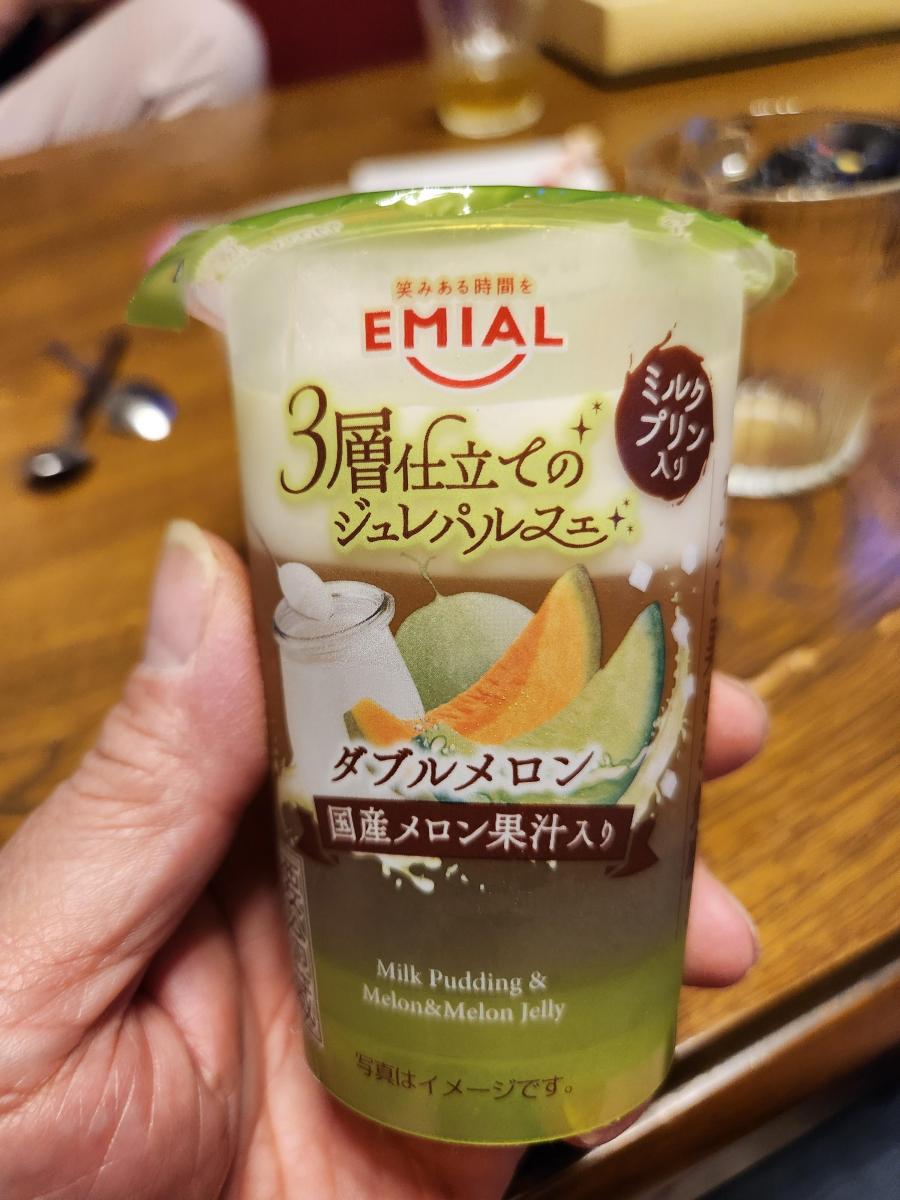 笑みある時間を
EMIAL
3層仕立ての
ジュレパルフェ
ミルク
プリン
入り
ダブルメロン
国産メロン果汁入り
Milk Pudding &
Melon&Melon Jelly
写真はイメージです。